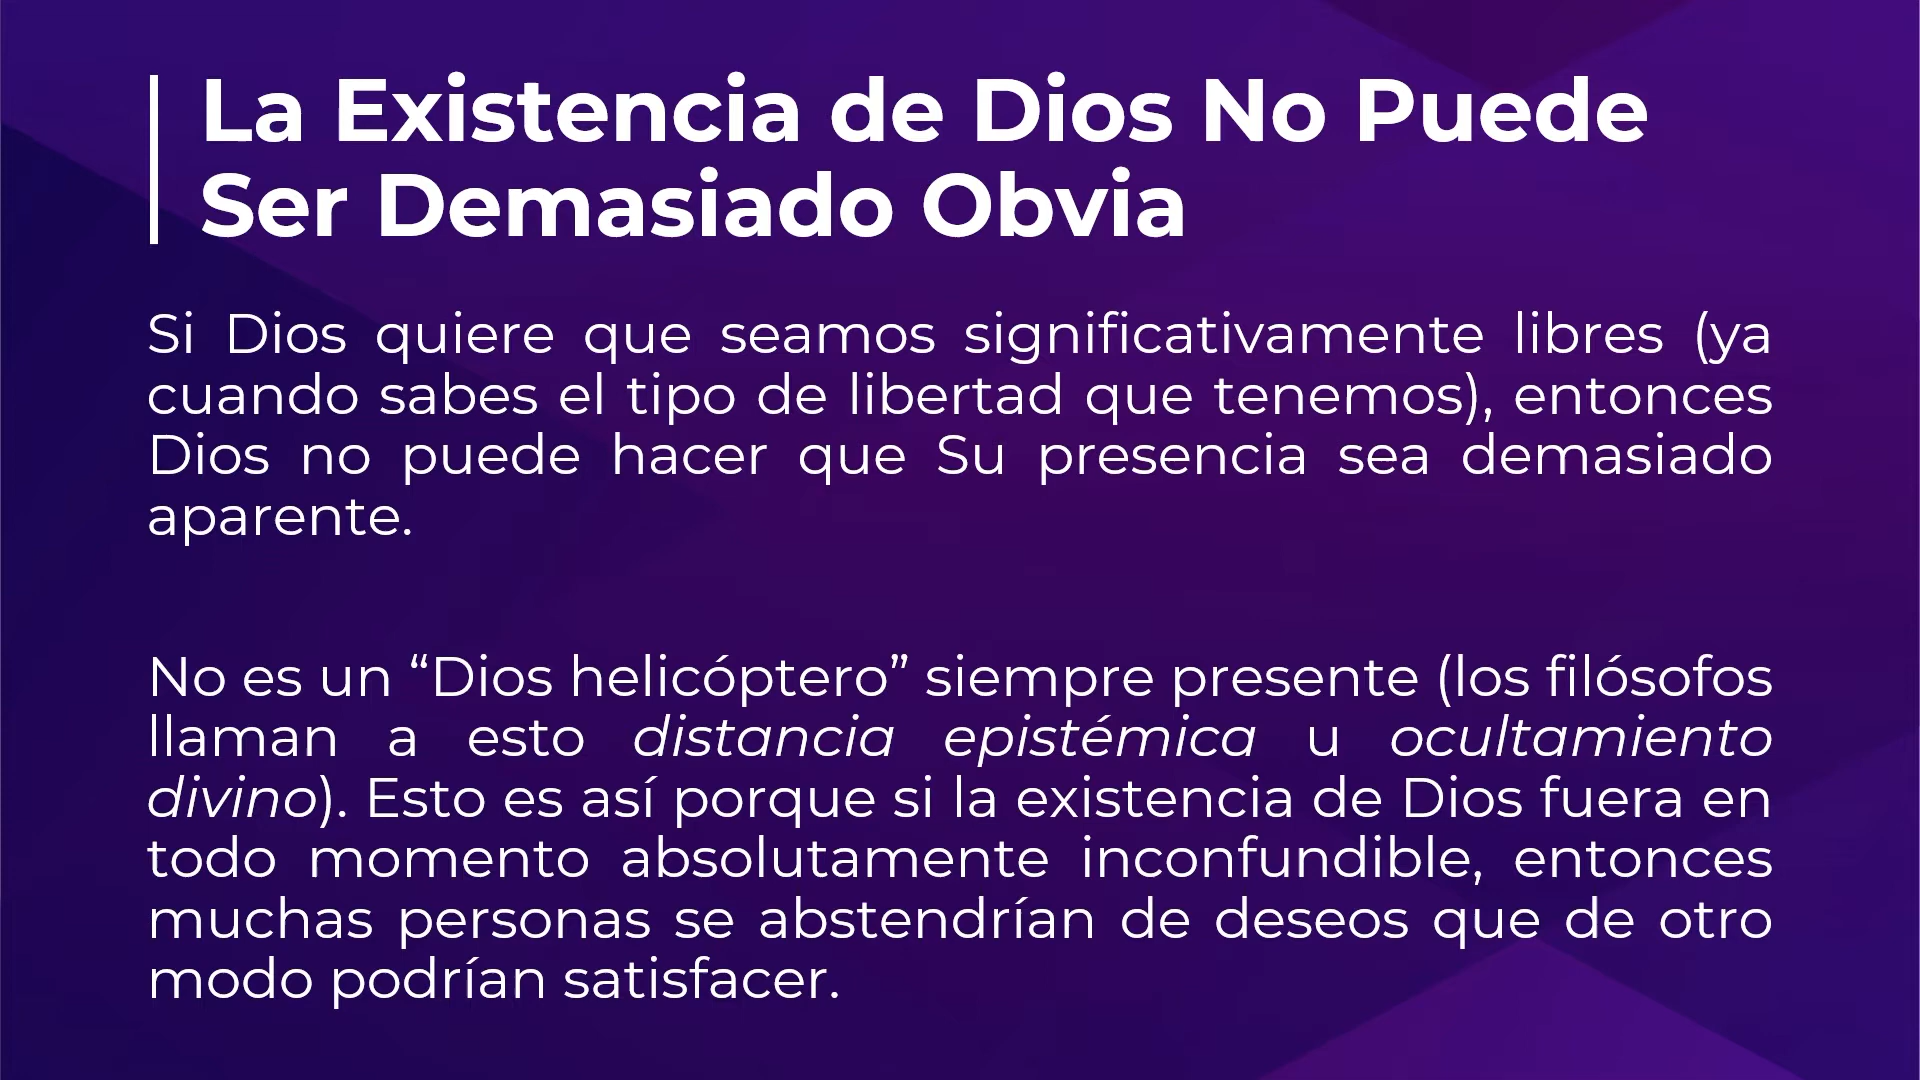 La Existencia de Dios No Puede
Ser Demasiado Obvia
Si Dios quiere que seamos significativamente libres (ya
cuando sabes el tipo de libertad que tenemos), entonces
Dios no puede hacer que Su presencia sea demasiado
aparente.
No es un “Dios helicóptero” siempre presente (los filósofos
llaman a esto distancia epistémica u ocultamiento
divino). Esto es así porque si la existencia de Dios fuera en
todo momento absolutamente inconfundible, entonces
muchas personas se abstendrían de deseos que de otro
modo podrían satisfacer.